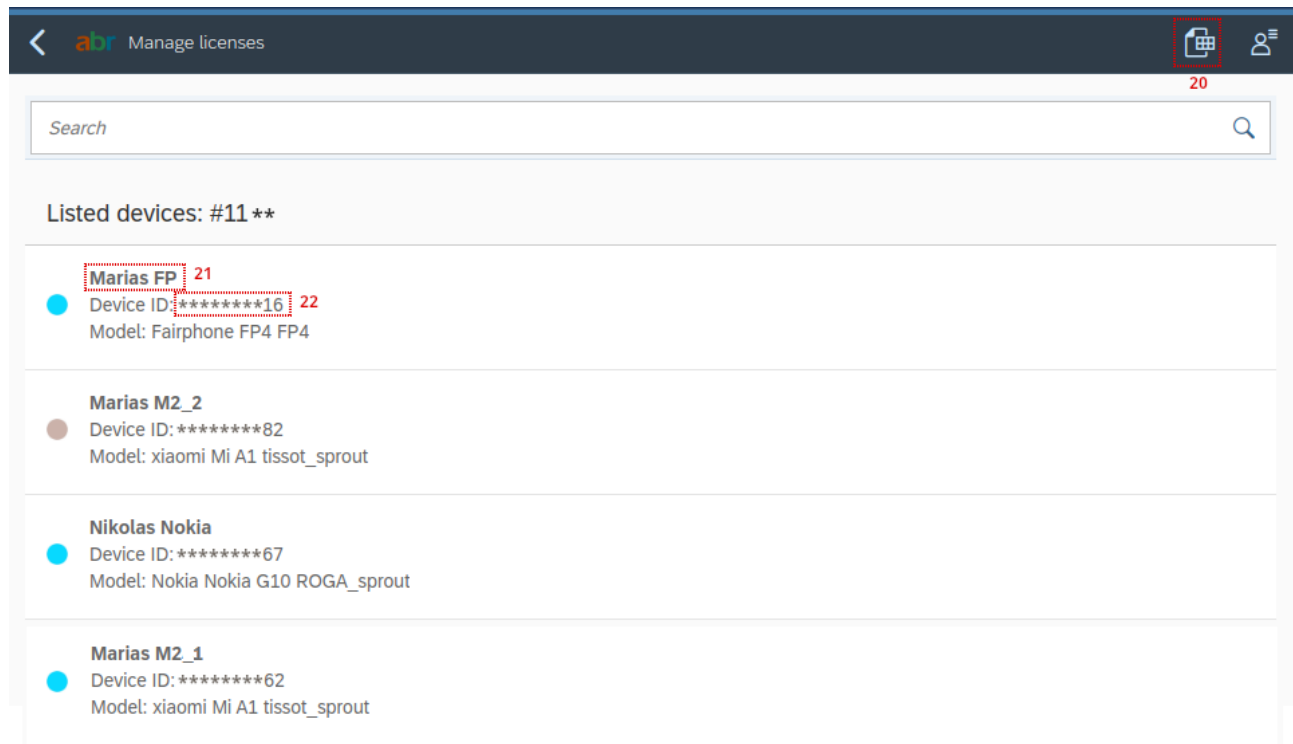 abr Manage licenses
20
Search
Listed devices: #11**
Marias FP 21
Device ID: ********16 22
Model: Fairphone FP4 FP4
Marias M2_2
Device ID: ********82
Model: xiaomi Mi A1 tissot_sprout
Nikolas Nokia
Device ID: ********67
Model: Nokia Nokia G10 ROGA_sprout
Marias M2_1
Device ID: ********62
Model: xiaomi Mi A1 tissot_sprout